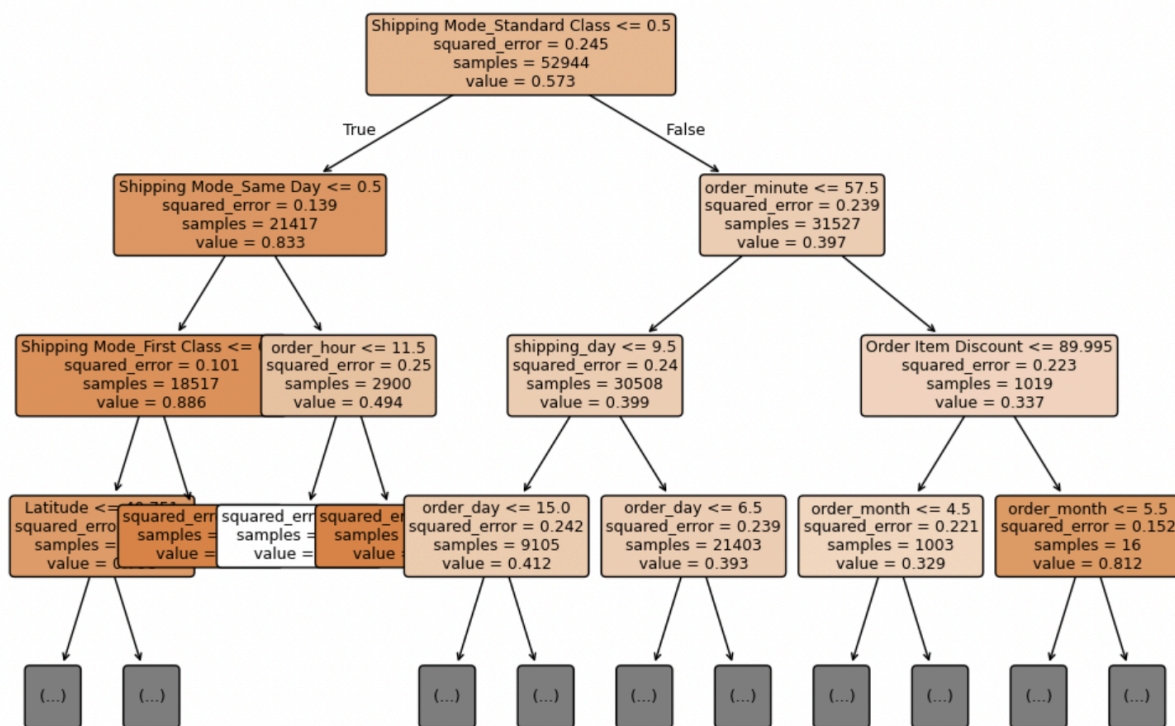 Shipping Mode_Standard Class <= 0.5
squared_error = 0.245
samples = 52944
value = 0.573
True
False
Shipping Mode_Same Day <= 0.5
squared_error = 0.139
samples = 21417
value = 0.833
order_minute <= 57.5
squared_error = 0.239
samples = 31527
value = 0.397
Shipping Mode_First Class <=
squared_error = 0.101
samples = 18517
value = 0.886
order_hour <= 11.5
squared_error = 0.25
samples = 2900
value = 0.494
shipping_day <= 9.5
squared_error = 0.24
samples = 30508
value = 0.399
Order Item Discount <= 89.995
squared_error = 0.223
samples = 1019
value = 0.337
Latitude <=
squared_erro
samples =
value =
squared_err
samples =
value =
squared_err
samples =
value =
squared_e
samples
value
order_day <= 15.0
squared_error = 0.242
samples = 9105
value = 0.412
order_day <= 6.5
squared_error = 0.239
samples = 21403
value = 0.393
order_month <= 4.5
squared_error = 0.221
samples = 1003
value = 0.329
order_month <= 5.5
squared_error = 0.152
samples = 16
value = 0.812
(...)
(...)
(...)
(...)
(...)
(...)
(...)
(...)
(...)
(...)